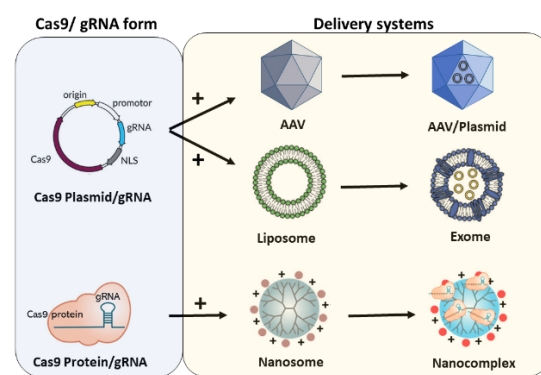 Cas9/ gRNA form
Delivery systems
origin
promotor
gRNA
Cas9
NLS
Cas9 Plasmid/gRNA
+
+
AAV
AAV/Plasmid
Liposome
Exome
gRNA
Cas9 protein
Cas9 Protein/gRNA
+
+ + + + + + + +
Nanosome
+ + + + + + + +
Nanocomplex